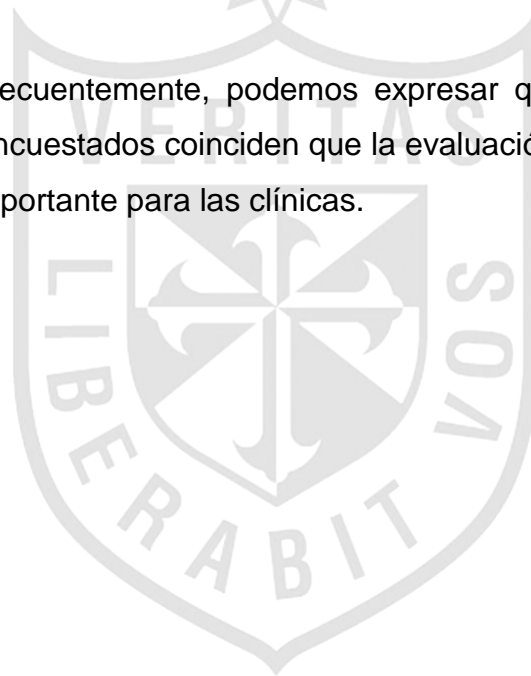 ecuentemente, podemos expresar q
ncuestados coinciden que la evaluació
portante para las clínicas.
VERITAS
LIBERABIT
VOS